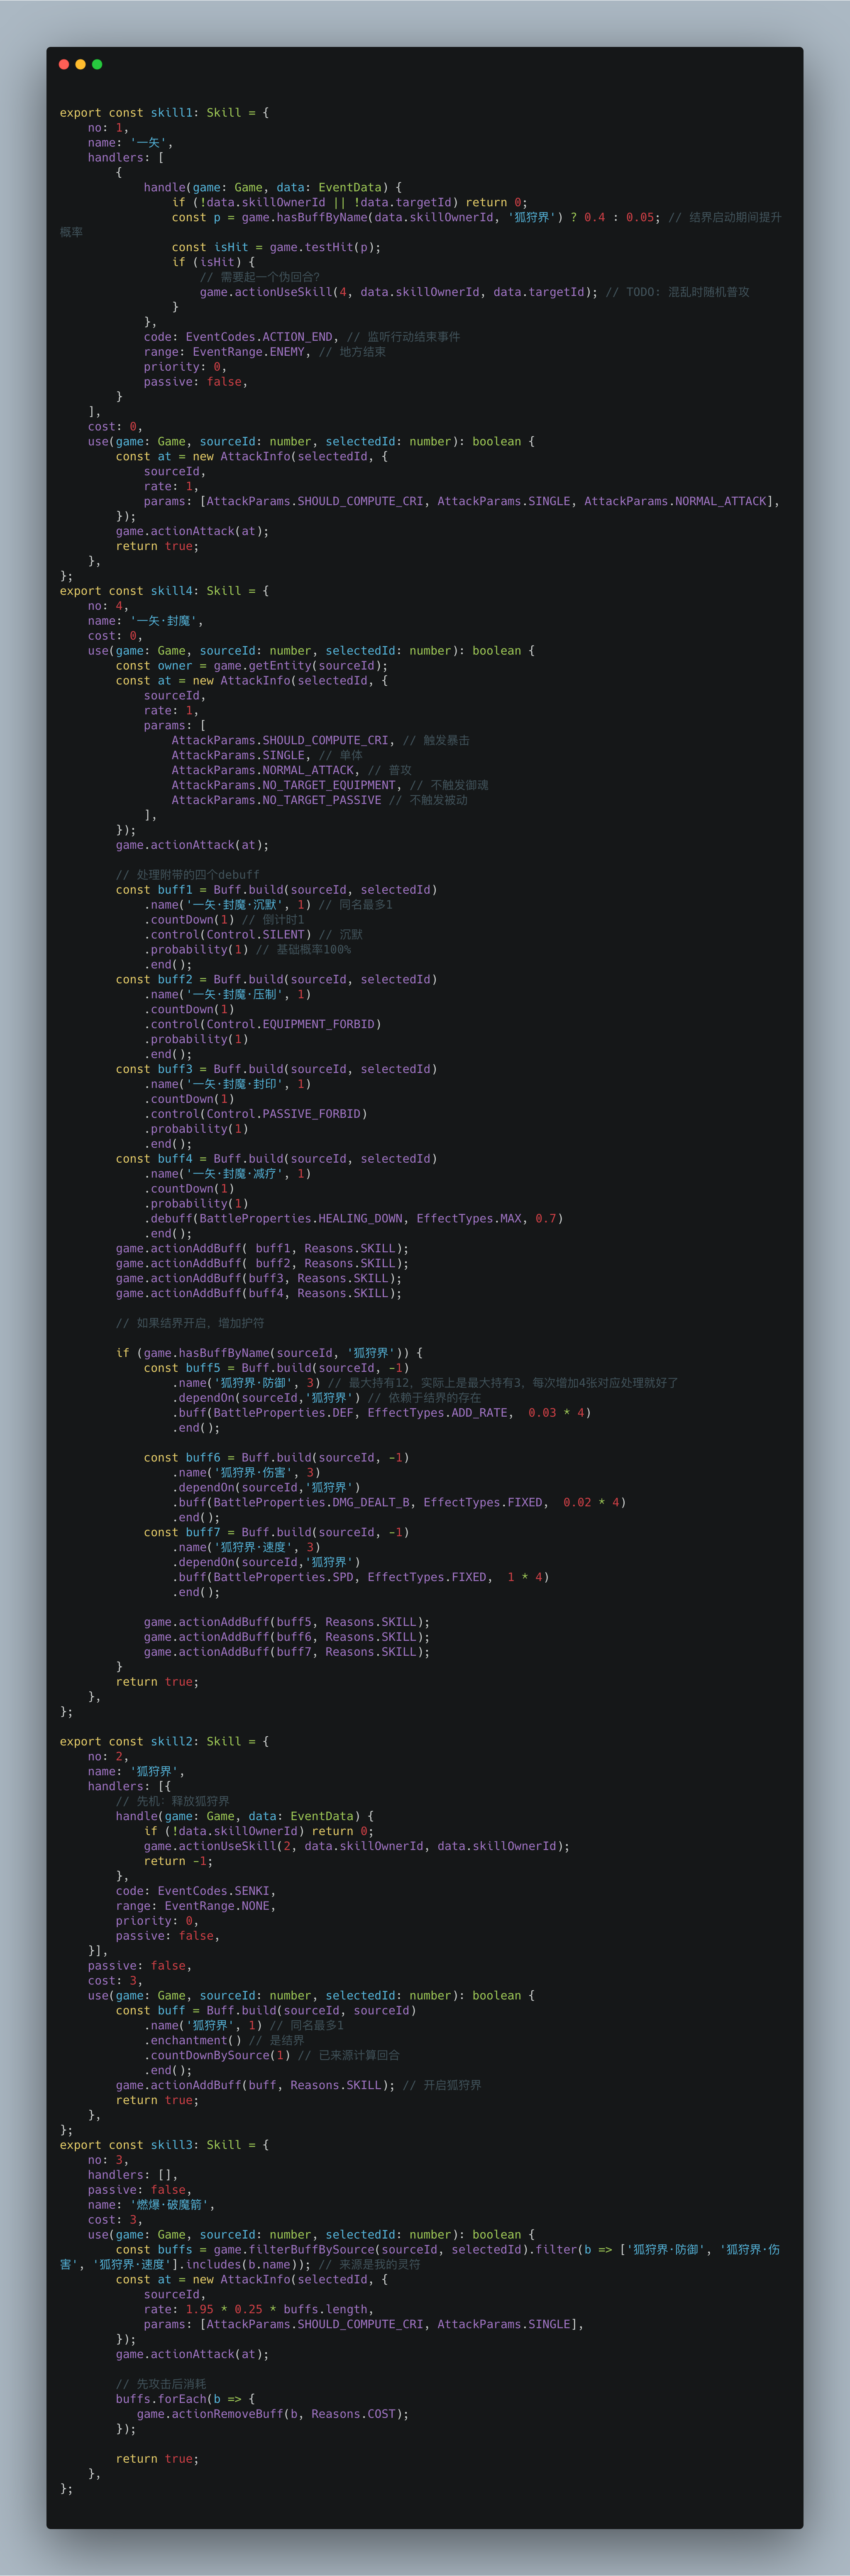 export const skill1: Skill = {
    no: 1,
    name: '一矢',
    handlers: [
        {
            handle(game: Game, data: EventData) {
                if (!data.skillOwnerId || !data.targetId) return 0;
                const p = game.hasBuffByName(data.skillOwnerId, '狐狩界') ? 0.4 : 0.05; // 结界启动期间提升
概率
                const isHit = game.testHit(p);
                if (isHit) {
                    // 需要起一个伪回合?
                    game.actionUseSkill(4, data.skillOwnerId, data.targetId); // TODO: 混乱时随机普攻
                }
            },
            code: EventCodes.ACTION_END, // 监听行动结束事件
            range: EventRange.ENEMY, // 地方结束
            priority: 0,
            passive: false,
        }
    ],
    cost: 0,
    use(game: Game, sourceId: number, selectedId: number): boolean {
        const at = new AttackInfo(selectedId, {
            sourceId,
            rate: 1,
            params: [AttackParams.SHOULD_COMPUTE_CRI, AttackParams.SINGLE, AttackParams.NORMAL_ATTACK],
        });
        game.actionAttack(at);
        return true;
    },
};
export const skill4: Skill = {
    no: 4,
    name: '一矢·封魔',
    cost: 0,
    use(game: Game, sourceId: number, selectedId: number): boolean {
        const owner = game.getEntity(sourceId);
        const at = new AttackInfo(selectedId, {
            sourceId,
            rate: 1,
            params: [
                AttackParams.SHOULD_COMPUTE_CRI, // 触发暴击
                AttackParams.SINGLE, // 单体
                AttackParams.NORMAL_ATTACK, // 普攻
                AttackParams.NO_TARGET_EQUIPMENT, // 不触发御魂
                AttackParams.NO_TARGET_PASSIVE // 不触发被动
            ],
        });
        game.actionAttack(at);

        // 处理附带的四个debuff
        const buff1 = Buff.build(sourceId, selectedId)
            .name('一矢·封魔·沉默', 1) // 同名最多1
            .countDown(1) // 倒计时1
            .control(Control.SILENT) // 沉默
            .probability(1) // 基础概率100%
            .end();
        const buff2 = Buff.build(sourceId, selectedId)
            .name('一矢·封魔·压制', 1)
            .countDown(1)
            .control(Control.EQUIPMENT_FORBID)
            .probability(1)
            .end();
        const buff3 = Buff.build(sourceId, selectedId)
            .name('一矢·封魔·封印', 1)
            .countDown(1)
            .control(Control.PASSIVE_FORBID)
            .probability(1)
            .end();
        const buff4 = Buff.build(sourceId, selectedId)
            .name('一矢·封魔·减疗', 1)
            .countDown(1)
            .probability(1)
            .debuff(BattleProperties.HEALING_DOWN, EffectTypes.MAX, 0.7)
            .end();
        game.actionAddBuff( buff1, Reasons.SKILL);
        game.actionAddBuff( buff2, Reasons.SKILL);
        game.actionAddBuff(buff3, Reasons.SKILL);
        game.actionAddBuff(buff4, Reasons.SKILL);

        // 如果结界开启，增加护符

        if (game.hasBuffByName(sourceId, '狐狩界')) {
            const buff5 = Buff.build(sourceId, -1)
                .name('狐狩界·防御', 3) // 最大持有12，实际上是最大持有3，每次增加4张对应处理就好了
                .dependOn(sourceId,'狐狩界') // 依赖于结界的存在
                .buff(BattleProperties.DEF, EffectTypes.ADD_RATE,  0.03 * 4)
                .end();

            const buff6 = Buff.build(sourceId, -1)
                .name('狐狩界·伤害', 3)
                .dependOn(sourceId,'狐狩界')
                .buff(BattleProperties.DMG_DEALT_B, EffectTypes.FIXED,  0.02 * 4)
                .end();
            const buff7 = Buff.build(sourceId, -1)
                .name('狐狩界·速度', 3)
                .dependOn(sourceId,'狐狩界')
                .buff(BattleProperties.SPD, EffectTypes.FIXED,  1 * 4)
                .end();

            game.actionAddBuff(buff5, Reasons.SKILL);
            game.actionAddBuff(buff6, Reasons.SKILL);
            game.actionAddBuff(buff7, Reasons.SKILL);
        }
        return true;
    },
};

export const skill2: Skill = {
    no: 2,
    name: '狐狩界',
    handlers: [{
        // 先机：释放狐狩界
        handle(game: Game, data: EventData) {
            if (!data.skillOwnerId) return 0;
            game.actionUseSkill(2, data.skillOwnerId, data.skillOwnerId);
            return -1;
        },
        code: EventCodes.SENKI,
        range: EventRange.NONE,
        priority: 0,
        passive: false,
    }],
    passive: false,
    cost: 3,
    use(game: Game, sourceId: number, selectedId: number): boolean {
        const buff = Buff.build(sourceId, sourceId)
            .name('狐狩界', 1) // 同名最多1
            .enchantment() // 是结界
            .countDownBySource(1) // 已来源计算回合
            .end();
        game.actionAddBuff(buff, Reasons.SKILL); // 开启狐狩界
        return true;
    },
};
export const skill3: Skill = {
    no: 3,
    handlers: [],
    passive: false,
    name: '燃爆·破魔箭',
    cost: 3,
    use(game: Game, sourceId: number, selectedId: number): boolean {
        const buffs = game.filterBuffBySource(sourceId, selectedId).filter(b => ['狐狩界·防御', '狐狩界·伤
害', '狐狩界·速度'].includes(b.name)); // 来源是我的灵符
        const at = new AttackInfo(selectedId, {
            sourceId,
            rate: 1.95 * 0.25 * buffs.length,
            params: [AttackParams.SHOULD_COMPUTE_CRI, AttackParams.SINGLE],
        });
        game.actionAttack(at);

        // 先攻击后消耗
        buffs.forEach(b => {
           game.actionRemoveBuff(b, Reasons.COST);
        });

        return true;
    },
};